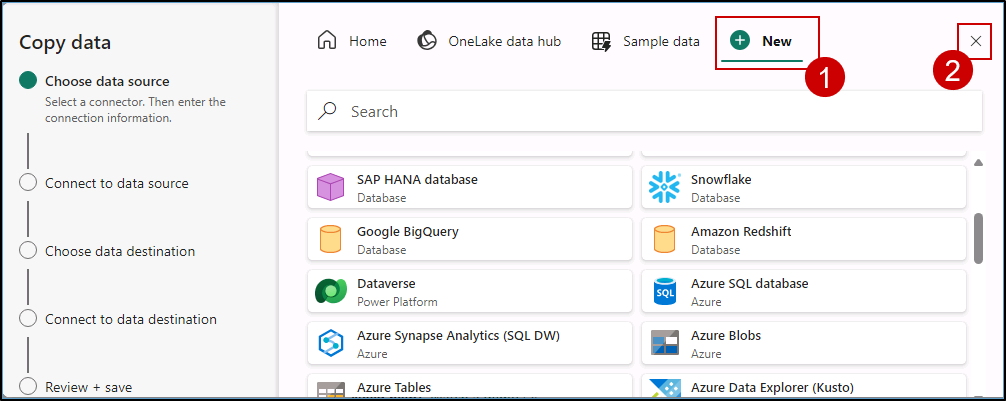 Copy data
Choose data source
Select a connector. Then enter the
connection information.
Connect to data source
Choose data destination
Connect to data destination
Review + save
Home
OneLake data hub
Sample data
New
1
2
Search
SAP HANA database
Database
Snowflake
Database
Google BigQuery
Database
Amazon Redshift
Database
Dataverse
Power Platform
Azure SQL database
SQL
Azure
Azure Synapse Analytics (SQL DW)
Azure
Azure Blobs
Azure
Azure Tables
Azure Data Explorer (Kusto)